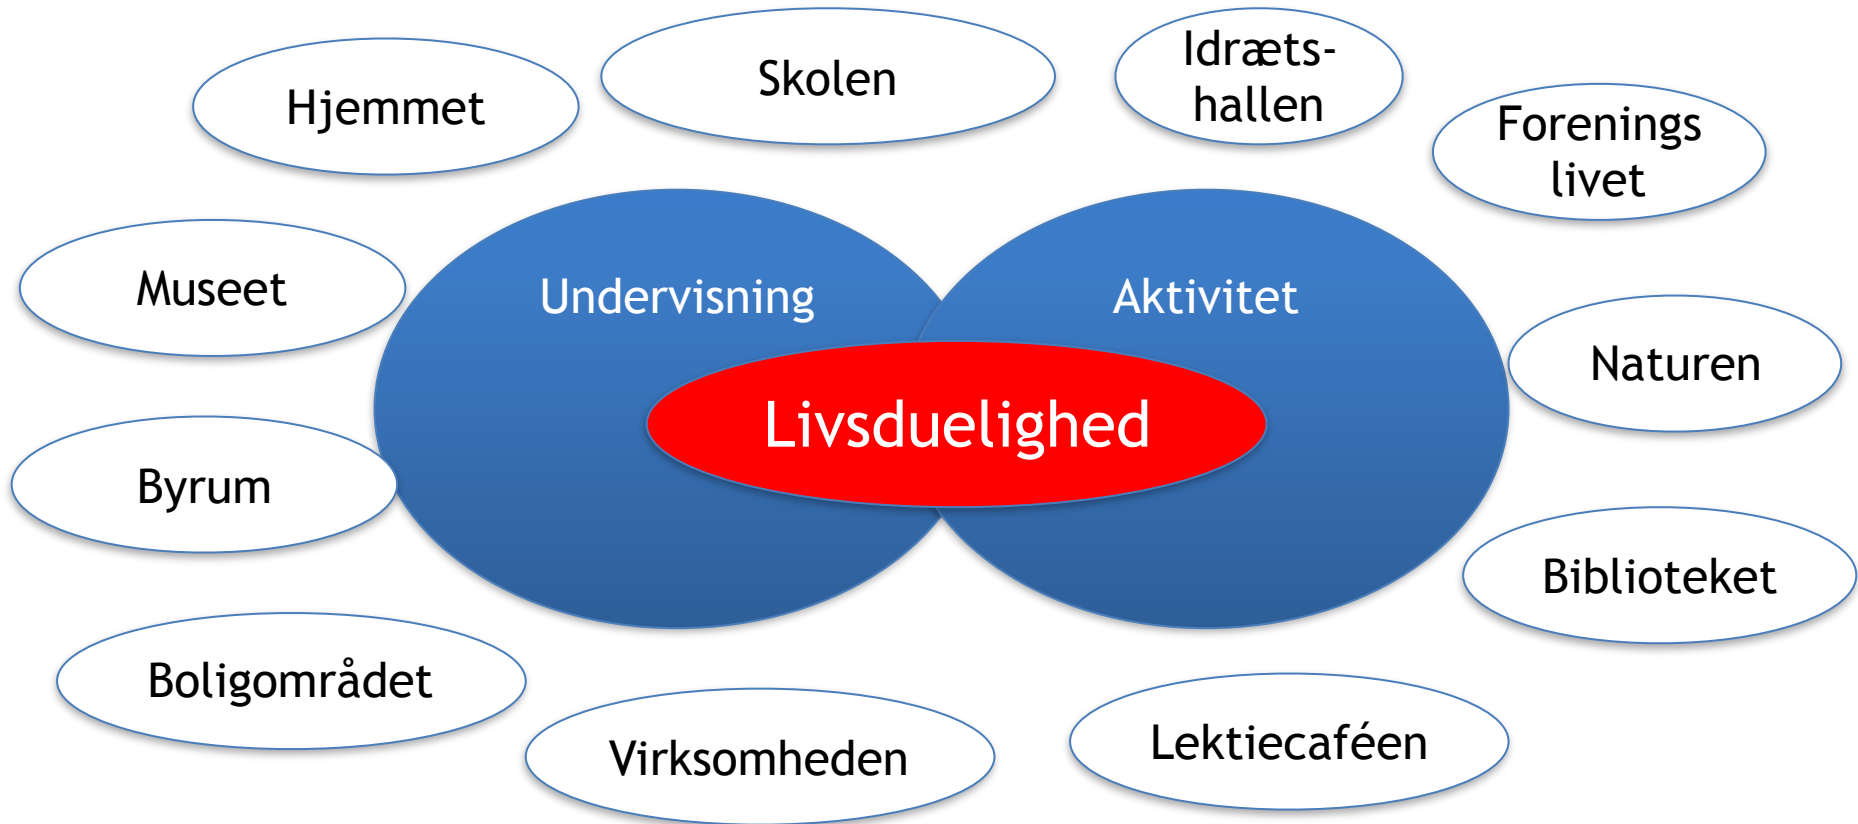 Hjemmet
Skolen
Idræts-
hallen
Forenings
livet
Museet
Undervisning
Aktivitet
Naturen
Livsduelighed
Byrum
Biblioteket
Boligområdet
Virksomheden
Lektiecaféen